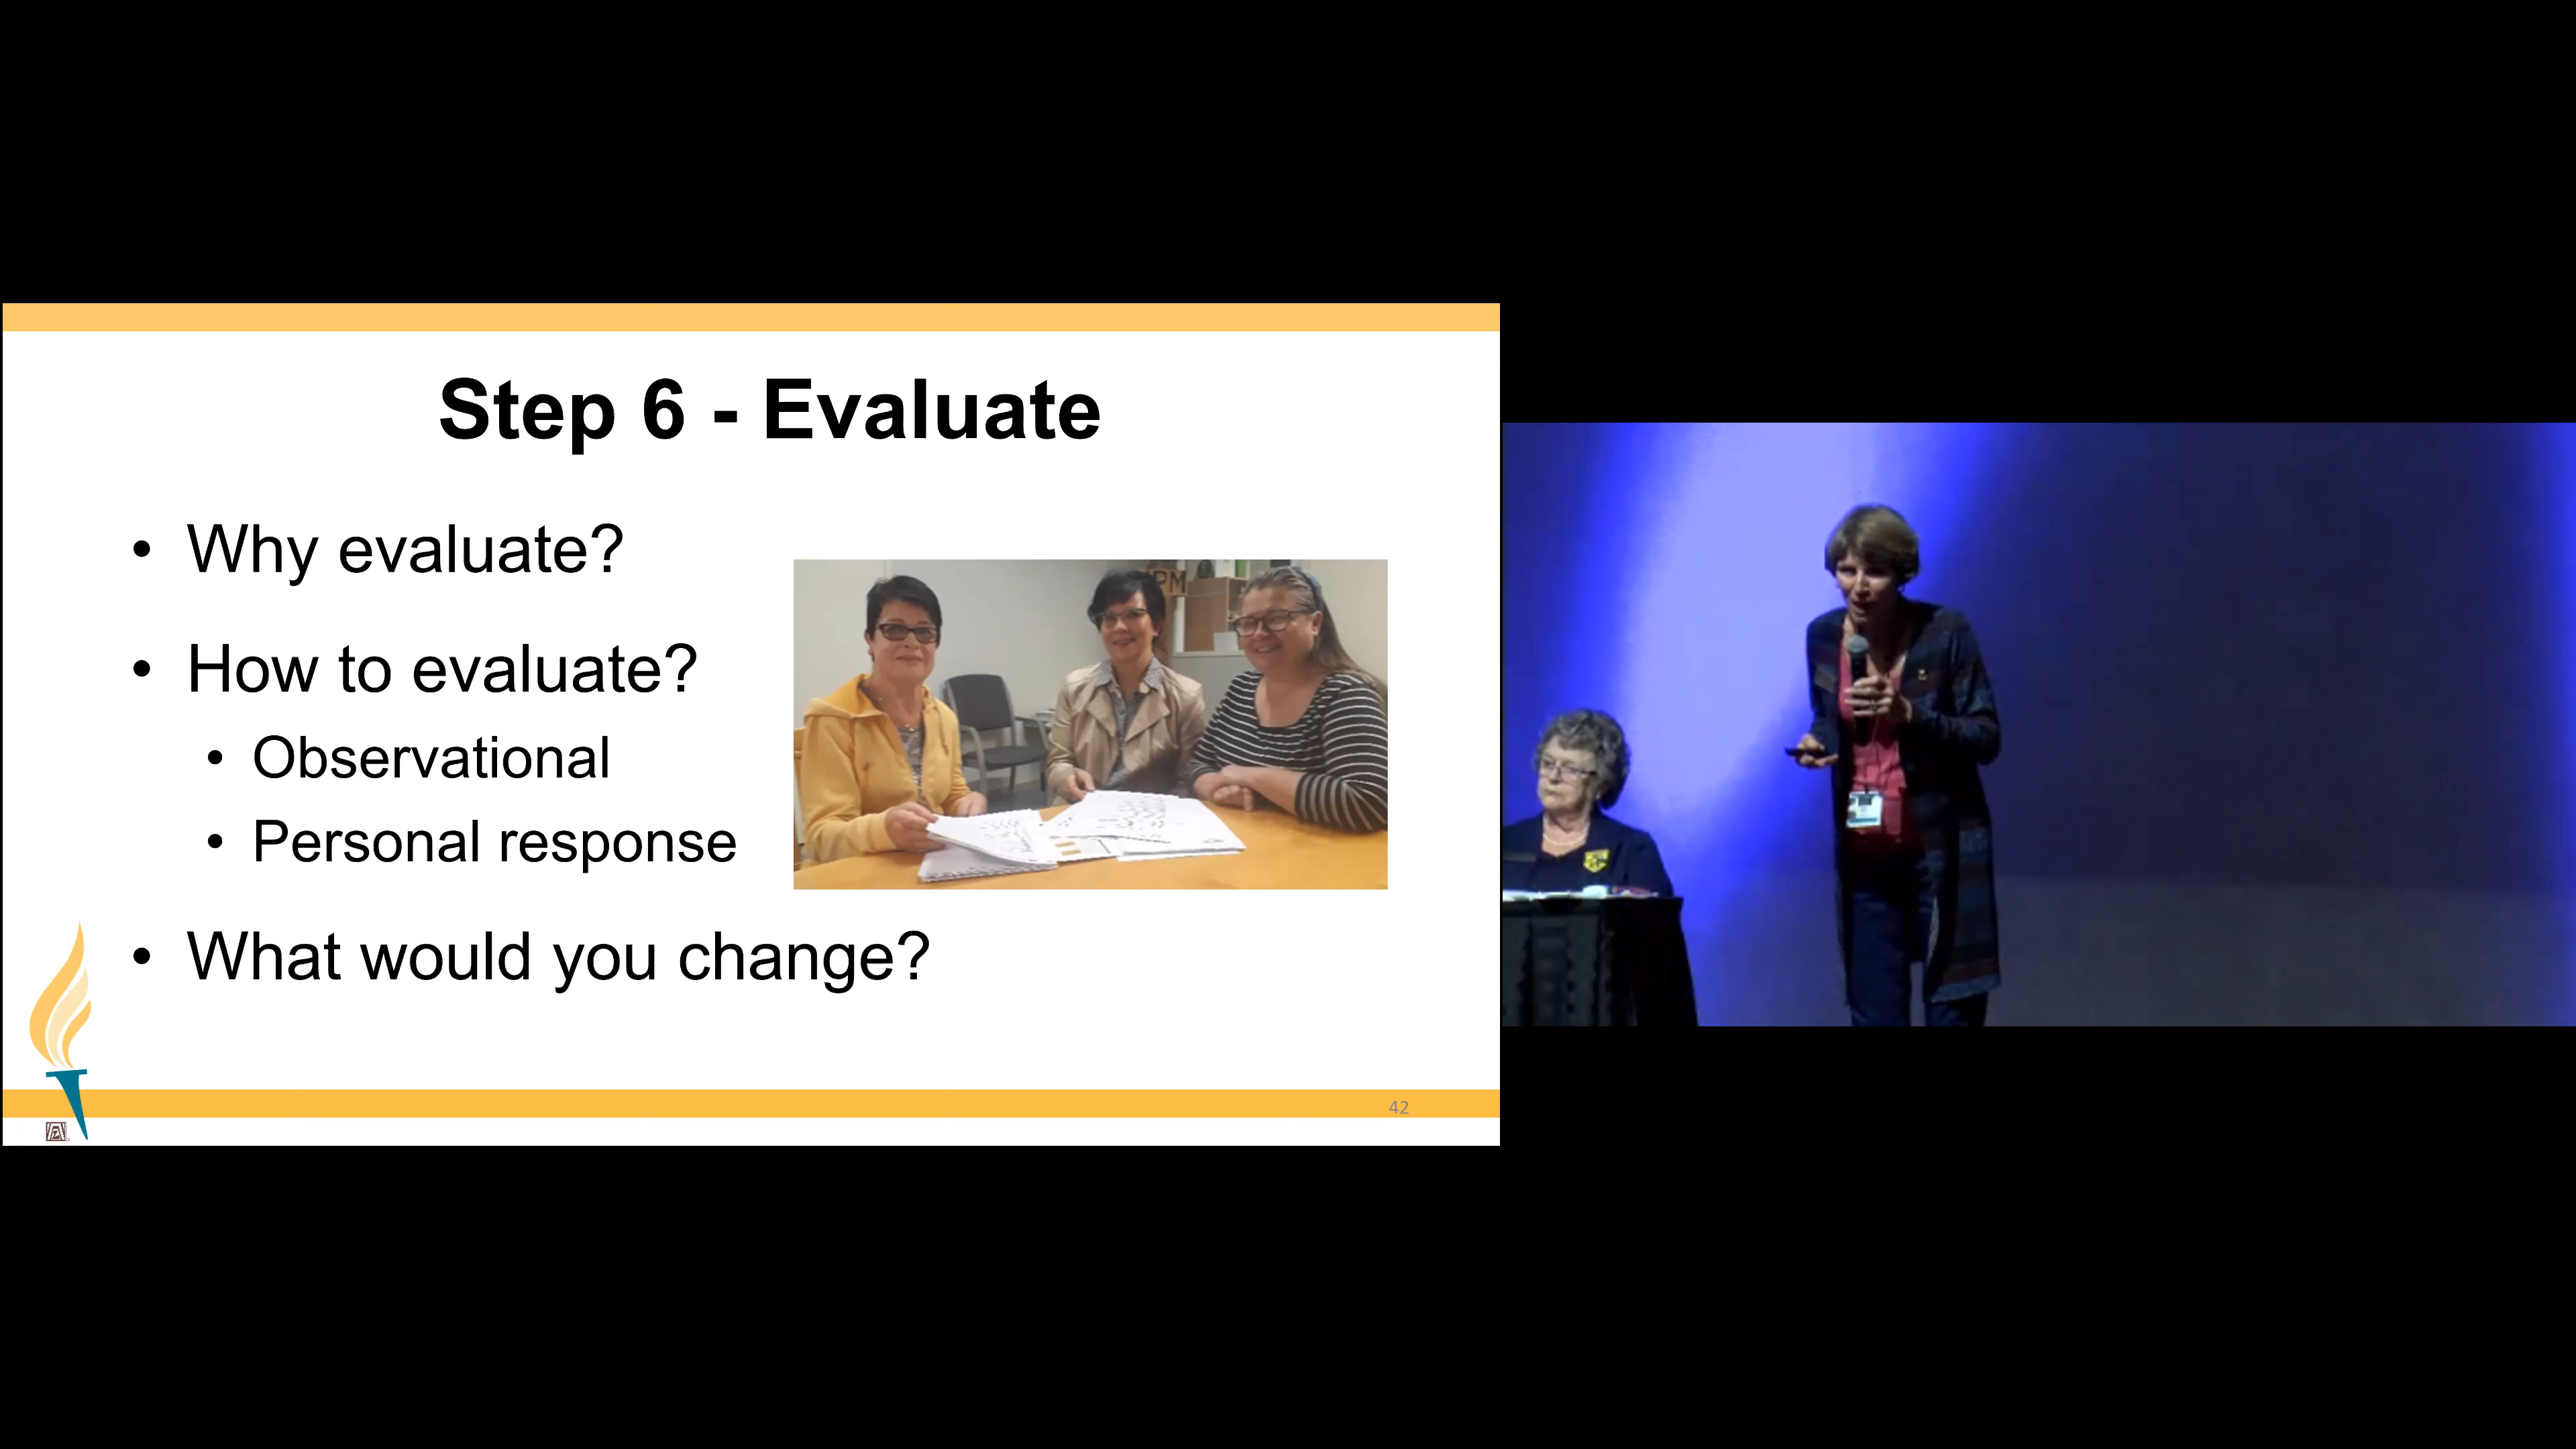 Step 6 - Evaluate
• Why evaluate?
• How to evaluate?
• Observational
• Personal response
• What would you change?
42